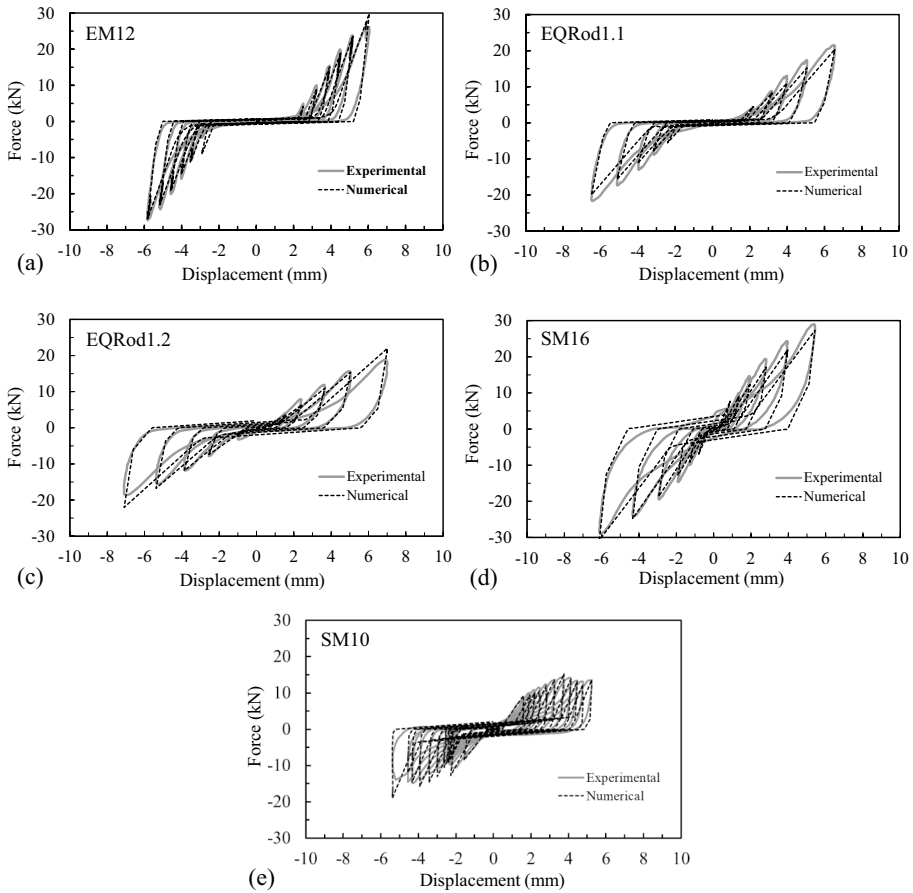 EM12
Force (kN)
30
20
10
0
-10
-20
-30
-10 -8 -6 -4 -2 0 2 4 6 8 10
Displacement (mm)
Experimental
Numerical
(a)
EQRod1.1
Force (kN)
30
20
10
0
-10
-20
-30
-10 -8 -6 -4 -2 0 2 4 6 8 10
Displacement (mm)
Experimental
Numerical
(b)
EQRod1.2
Force (kN)
30
20
10
0
-10
-20
-30
-10 -8 -6 -4 -2 0 2 4 6 8 10
Displacement (mm)
Experimental
Numerical
(c)
SM16
Force (kN)
30
20
10
0
-10
-20
-30
-10 -8 -6 -4 -2 0 2 4 6 8 10
Displacement (mm)
Experimental
Numerical
(d)
SM10
Force (kN)
30
20
10
0
-10
-20
-30
-10 -8 -6 -4 -2 0 2 4 6 8 10
Displacement (mm)
Experimental
Numerical
(e)